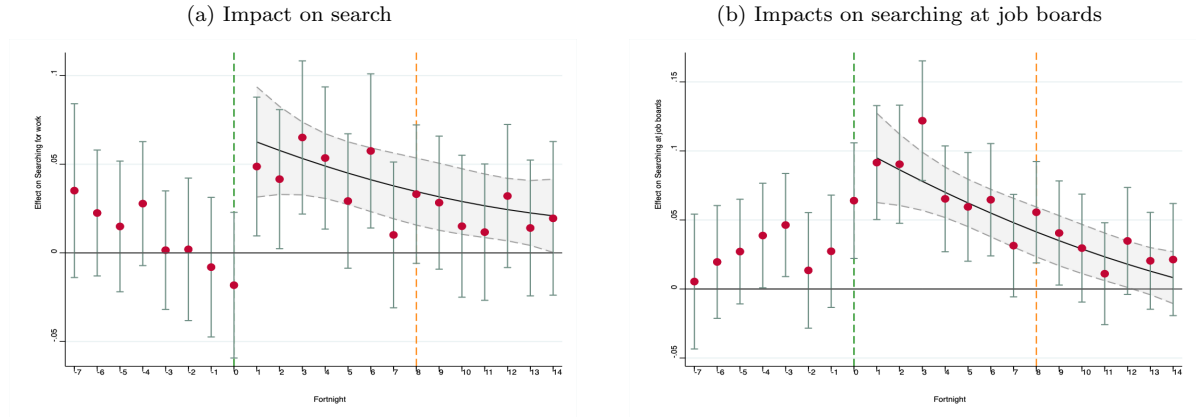 (a) Impact on search
(b) Impacts on searching at job boards
Effect on Searching for work
.1
.05
0
-.05
-7 -6 -5 -4 -3 -2 -1 0 1 2 3 4 5 6 7 8 9 10 11 12 13 14
Fortnight
Effect on Searching at job boards
.15
.1
.05
0
-.05
-7 -6 -5 -4 -3 -2 -1 0 1 2 3 4 5 6 7 8 9 10 11 12 13 14
Fortnight